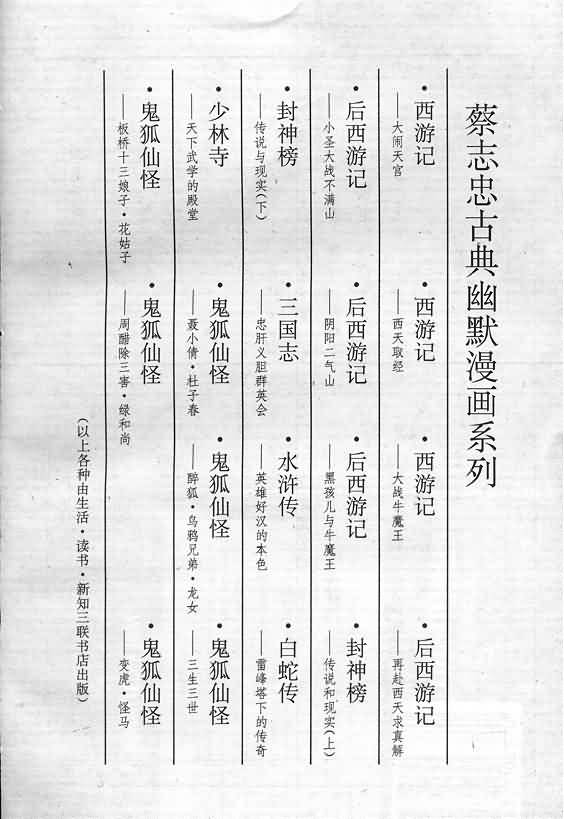 蔡志忠古典幽默漫画系列
•西游记
——大闹天宫
•西游记
——西天取经
•西游记
——大战牛魔王
•后西游记
——再赴西天求真解
•后西游记
——小圣大战不满山
•后西游记
——阴阳二气山
•后西游记
——黑孩儿与牛魔王
•封神榜
——传说和现实(上)
•封神榜
——传说与现实(下)
•三国志
——忠肝义胆群英会
•水浒传
——英雄好汉的本色
•白蛇传
——雷峰塔下的传奇
•少林寺
——天下武学的殿堂
•鬼狐仙怪
——聂小倩•杜子春
•鬼狐仙怪
——醉狐•乌鸦兄弟•龙女
•鬼狐仙怪
——三生三世
•鬼狐仙怪
——板桥十三娘子•花姑子
•鬼狐仙怪
——周醋除三害•绿和尚
•鬼狐仙怪
——变虎•怪马
(以上各种由生活•读书•新知三联书店出版)